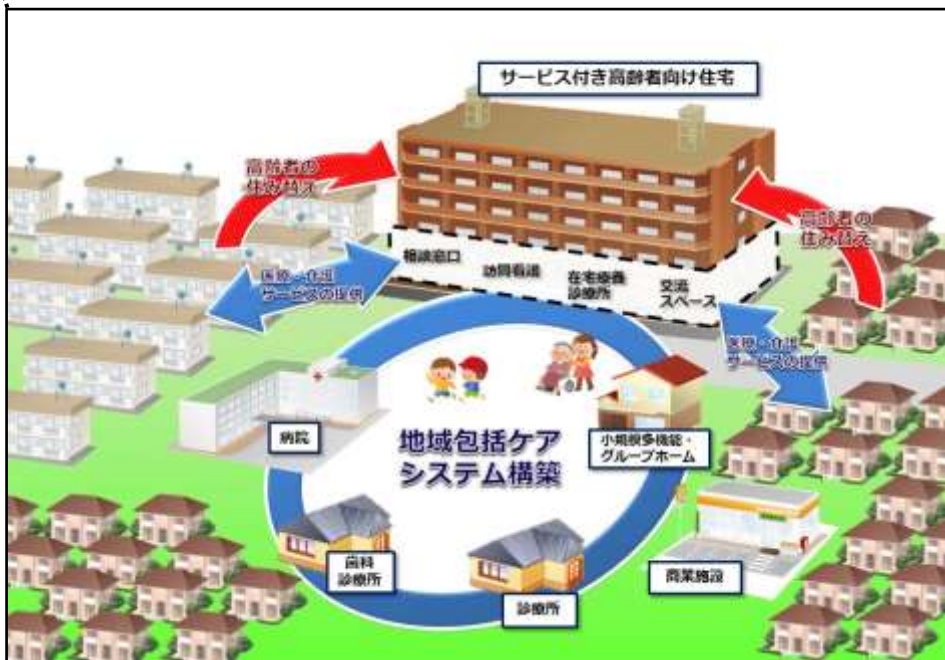 サービス付き高齢者向け住宅
高齢者の
住み替え
高齢者の
住み替え
相談窓口
訪問看護
在宅療養
診療所
交流
スペース
医療・介護
サービスの提供
医療・介護
サービスの提供
病院
地域包括ケア
システム構築
小規模多機能・
グループホーム
歯科
診療所
診療所
商業施設